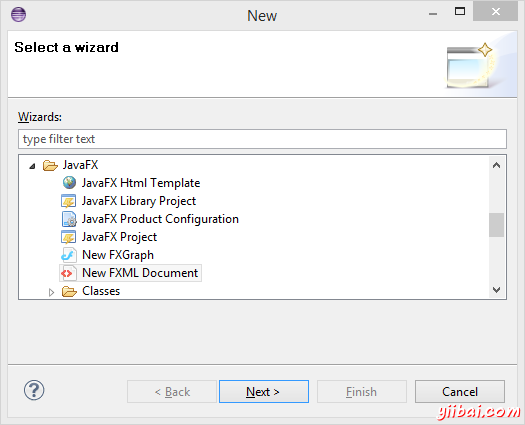 New
Select a wizard
Wizards:
type filter text
JavaFX
JavaFX Html Template
JavaFX Library Project
JavaFX Product Configuration
JavaFX Project
New FXGraph
New FXML Document
Classes
< Back
Next >
Finish
Cancel
yiibai.com